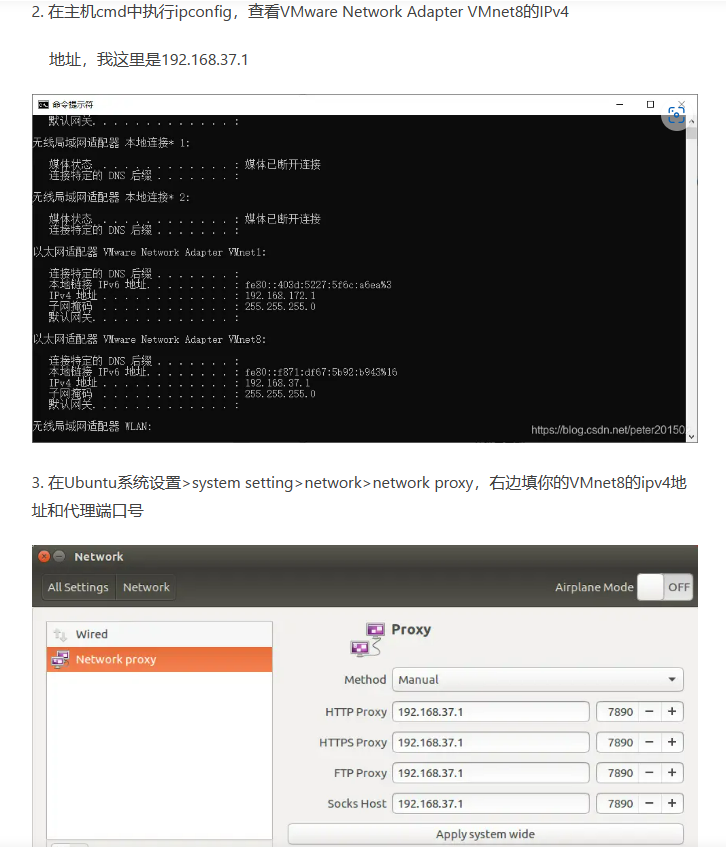 2. 在主机cmd中执行ipconfig，查看VMware Network Adapter VMnet8的IPv4
地址，我这里是192.168.37.1
命令提示符
默认网关. . . . . . . . . . . . . :
无线局域网适配器 本地连接* 1:
媒体状态 . . . . . . . . . . . . : 媒体已断开连接
连接特定的 DNS 后缀 . . . . . . . :
无线局域网适配器 本地连接* 2:
媒体状态 . . . . . . . . . . . . : 媒体已断开连接
连接特定的 DNS 后缀 . . . . . . . :
以太网适配器 VMware Network Adapter VMnet1:
连接特定的 DNS 后缀 . . . . . . . :
本地链接 IPv6 地址. . . . . . . . : fe80::403d:5227:5f6c:a6ea%3
IPv4 地址 . . . . . . . . . . . . : 192.168.172.1
子网掩码 . . . . . . . . . . . . : 255.255.255.0
默认网关. . . . . . . . . . . . . :
以太网适配器 VMware Network Adapter VMnet8:
连接特定的 DNS 后缀 . . . . . . . :
本地链接 IPv6 地址. . . . . . . . : fe80::f871:df67:5b92:b943%16
IPv4 地址 . . . . . . . . . . . . : 192.168.37.1
子网掩码 . . . . . . . . . . . . : 255.255.255.0
默认网关. . . . . . . . . . . . . :
无线局域网适配器 WLAN:
https://blog.csdn.net/peter20150
3. 在Ubuntu系统设置>system setting>network>network proxy，右边填你的VMnet8的ipv4地
址和代理端口号
Network
All Settings Network Airplane Mode OFF
Wired
Network proxy
Proxy
Method Manual
HTTP Proxy 192.168.37.1 7890 − +
HTTPS Proxy 192.168.37.1 7890 − +
FTP Proxy 192.168.37.1 7890 − +
Socks Host 192.168.37.1 7890 − +
Apply system wide